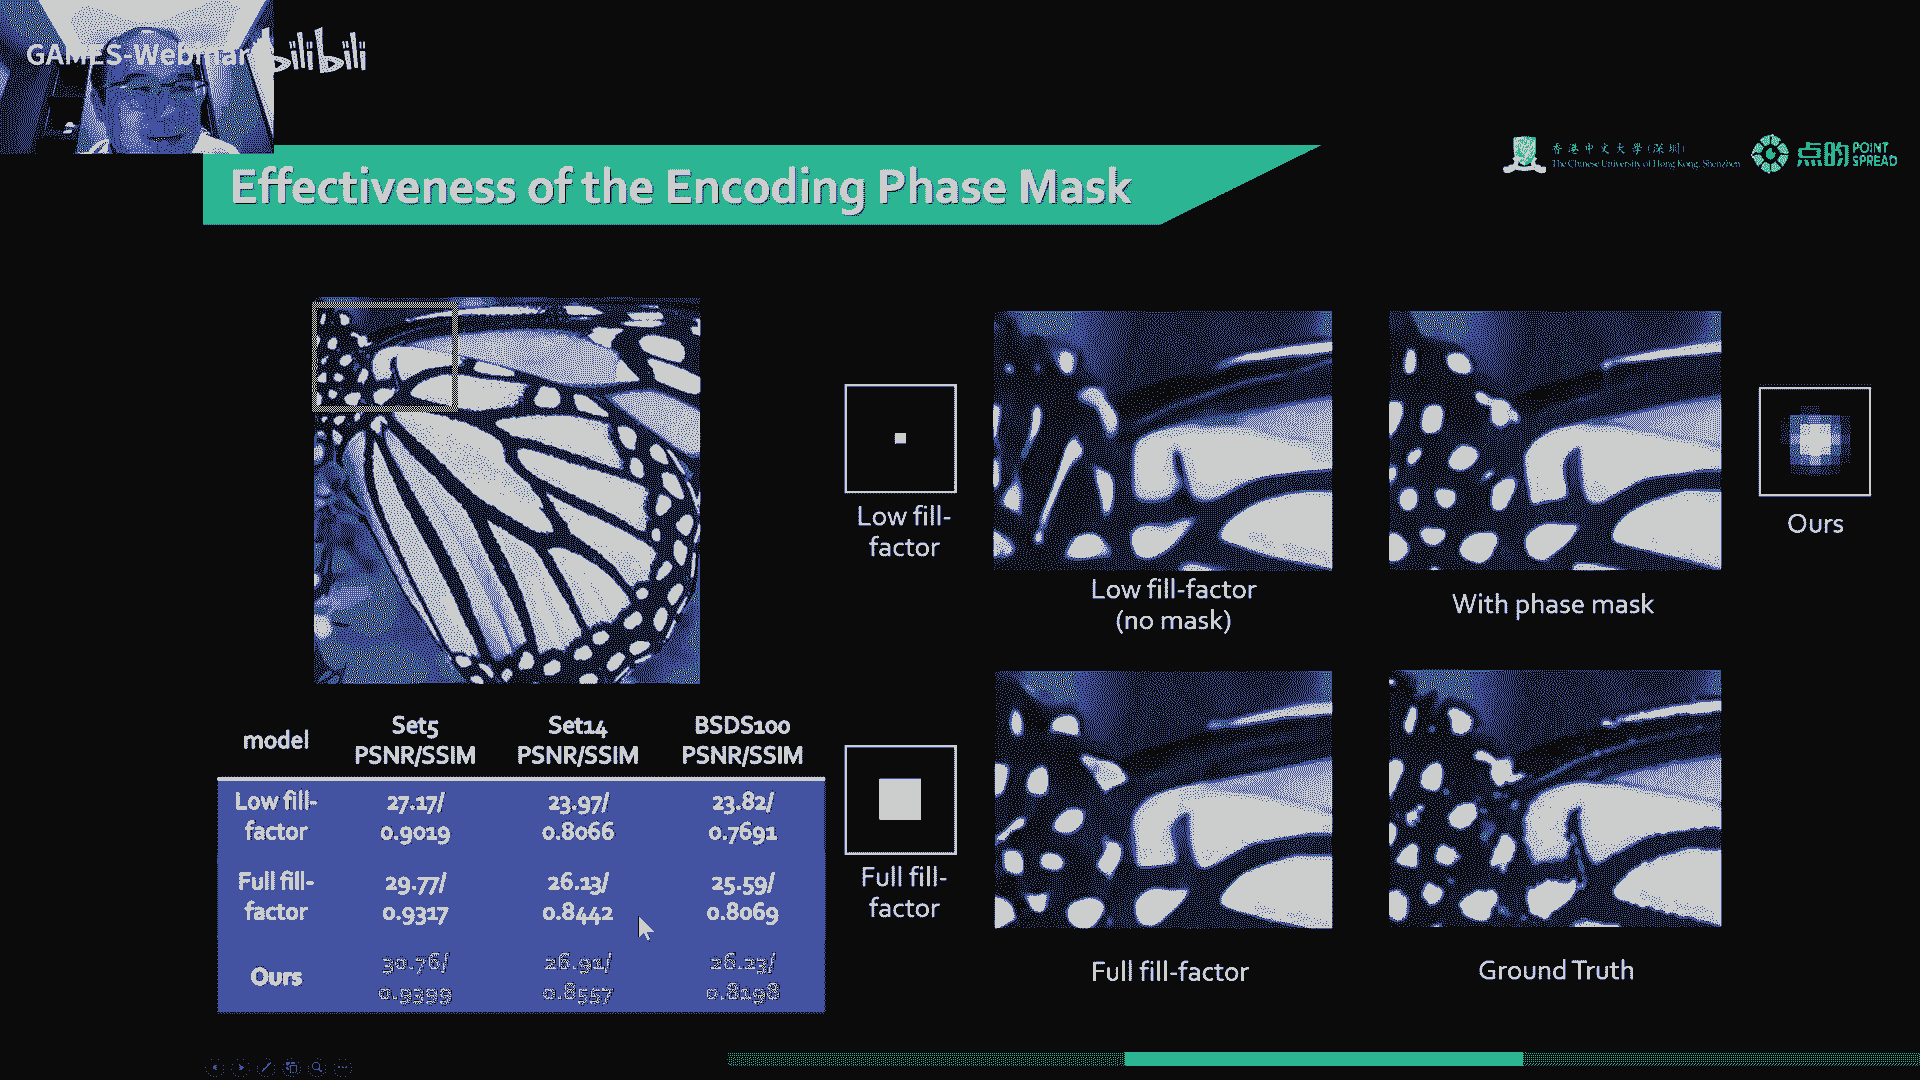 GAMES-Webinar bilibili
香港中文大學(深圳)
The Chinese University of Hong Kong, Shenzhen
点的 POINT SPREAD
Effectiveness of the Encoding Phase Mask
Low fill-
factor
Low fill-factor
(no mask)
With phase mask
Ours
Full fill-
factor
Full fill-factor
Ground Truth
model Set5 PSNR/SSIM Set14 PSNR/SSIM BSDS100 PSNR/SSIM
Low fill-factor 27.17/ 0.9019 23.97/ 0.8066 23.82/ 0.7691
Full fill-factor 29.77/ 0.9317 26.13/ 0.8442 25.59/ 0.8069
Ours 30.76/ 0.9399 26.91/ 0.8557 26.23/ 0.8198